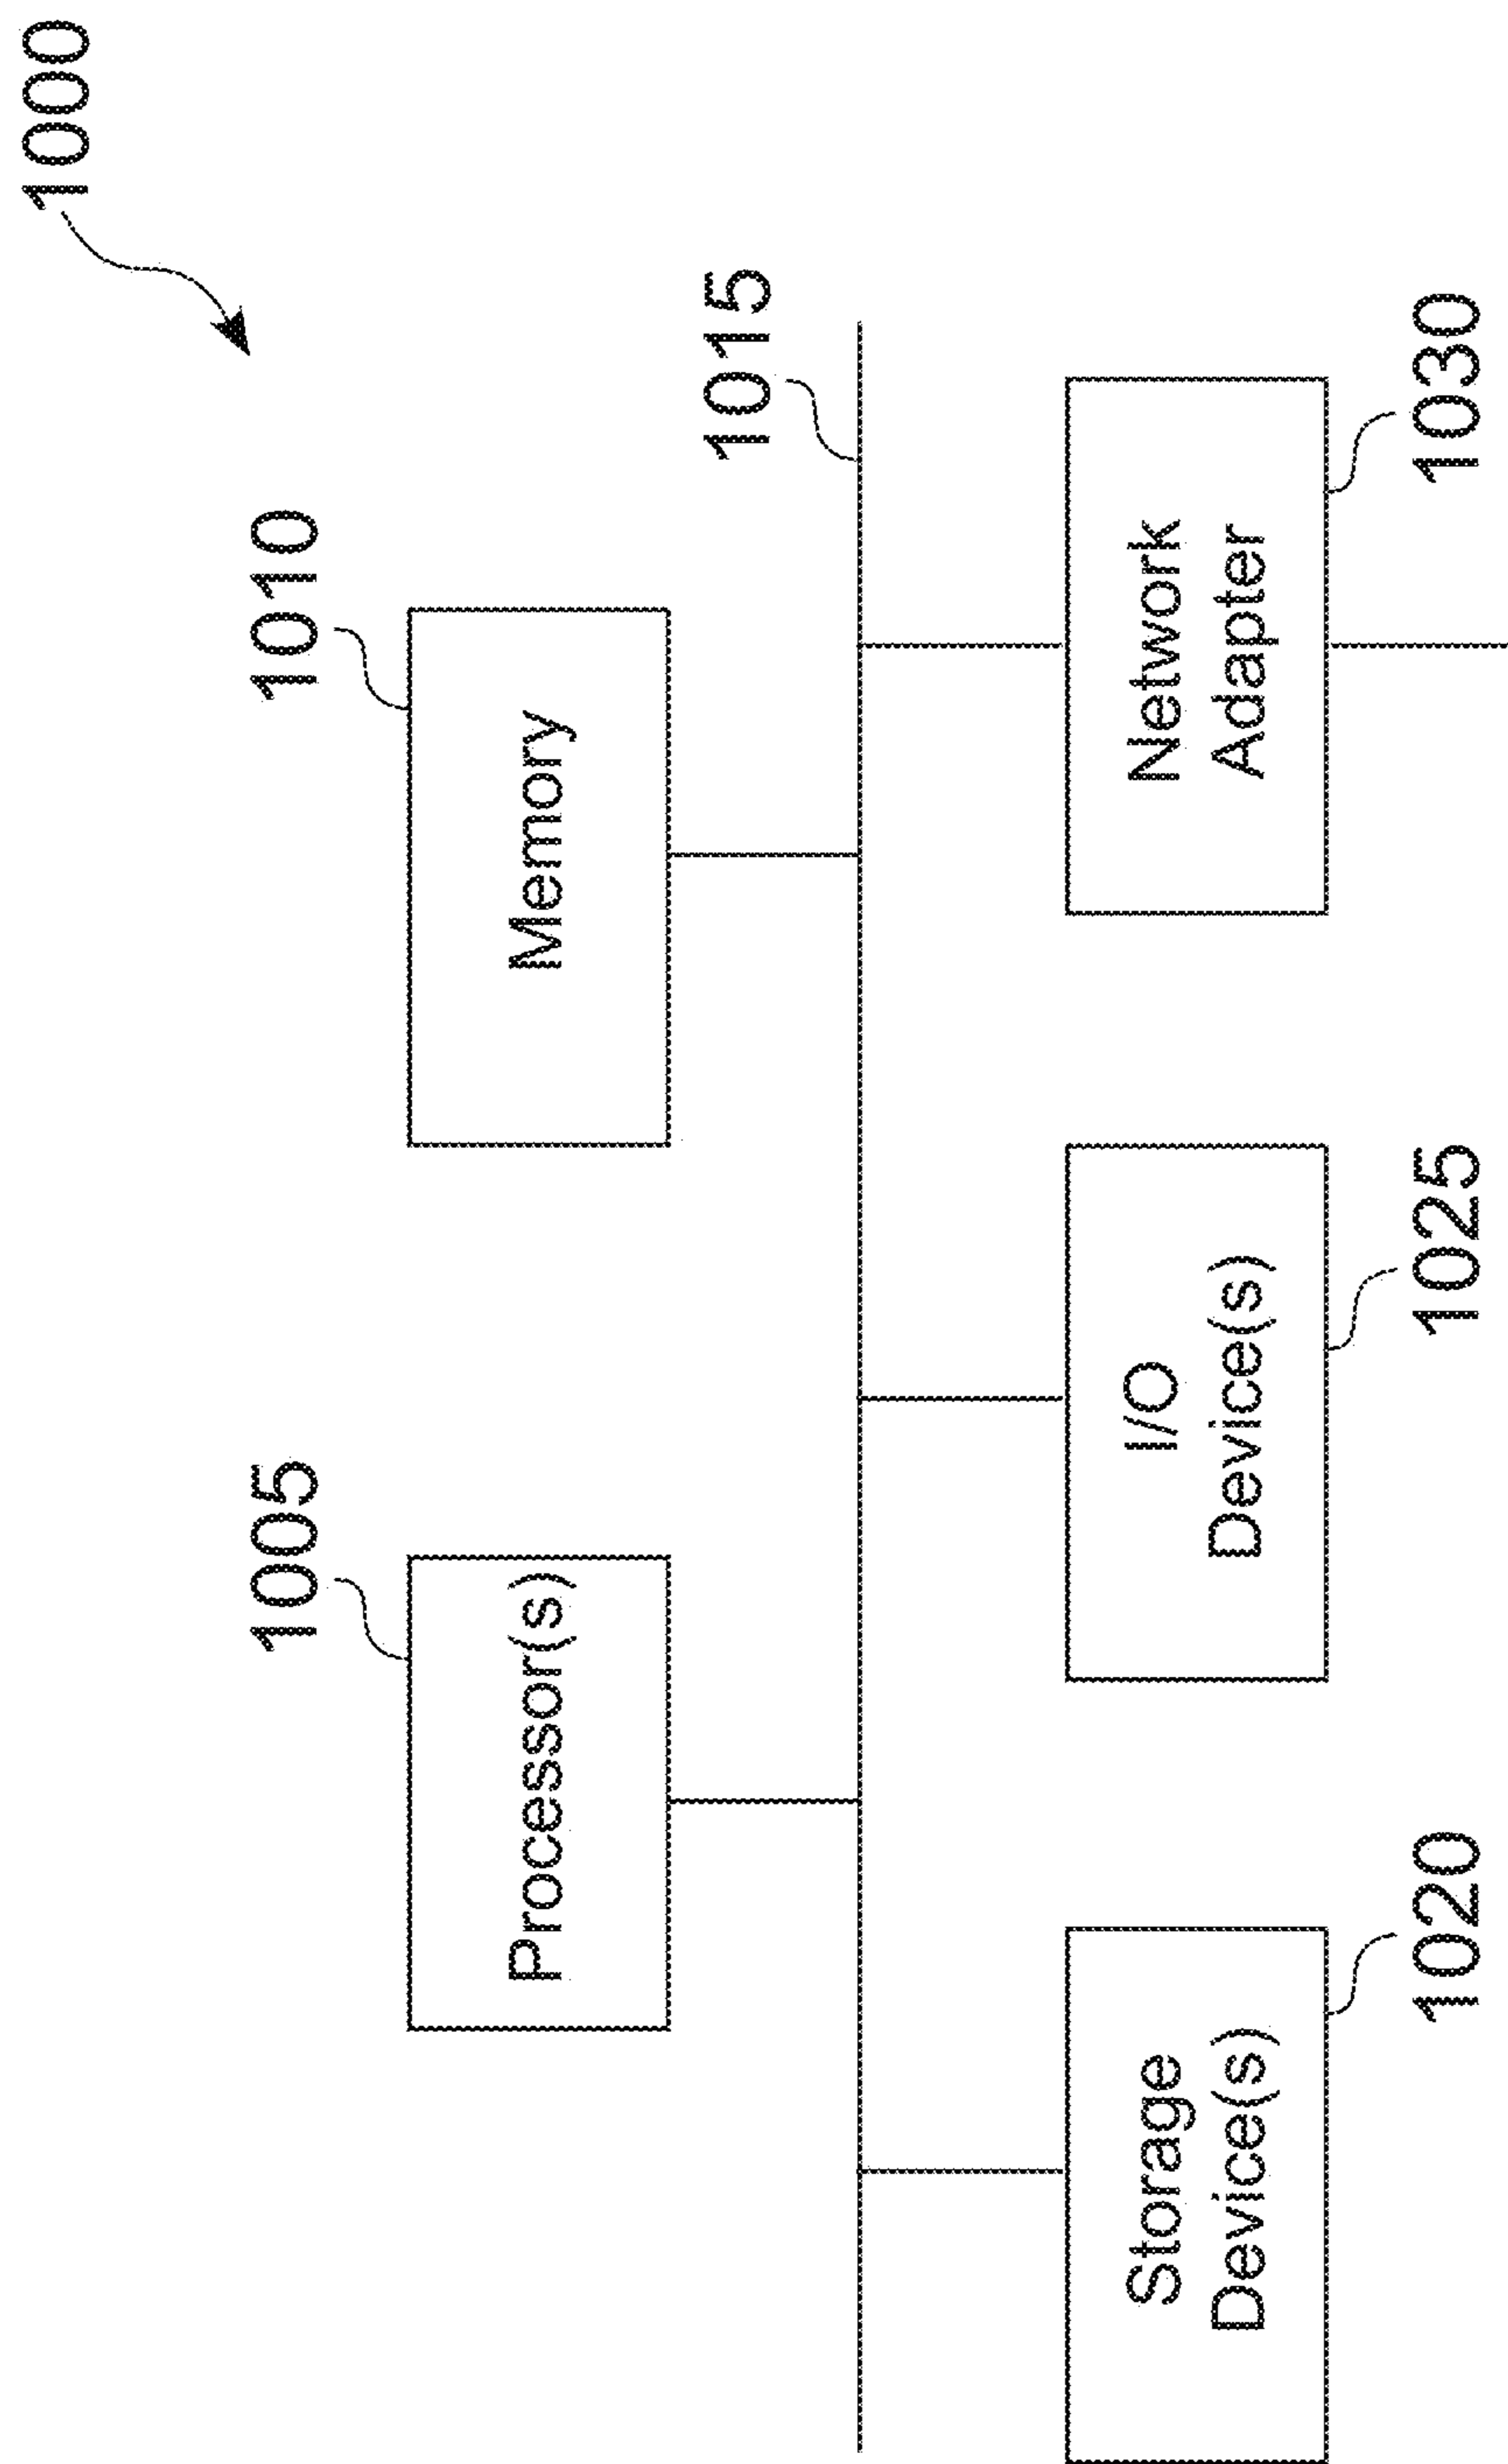 1000
1005
Processor(s)
1010
Memory
1015
Storage
Device(s)
1020
I/O
Device(s)
1025
Network
Adapter
1030